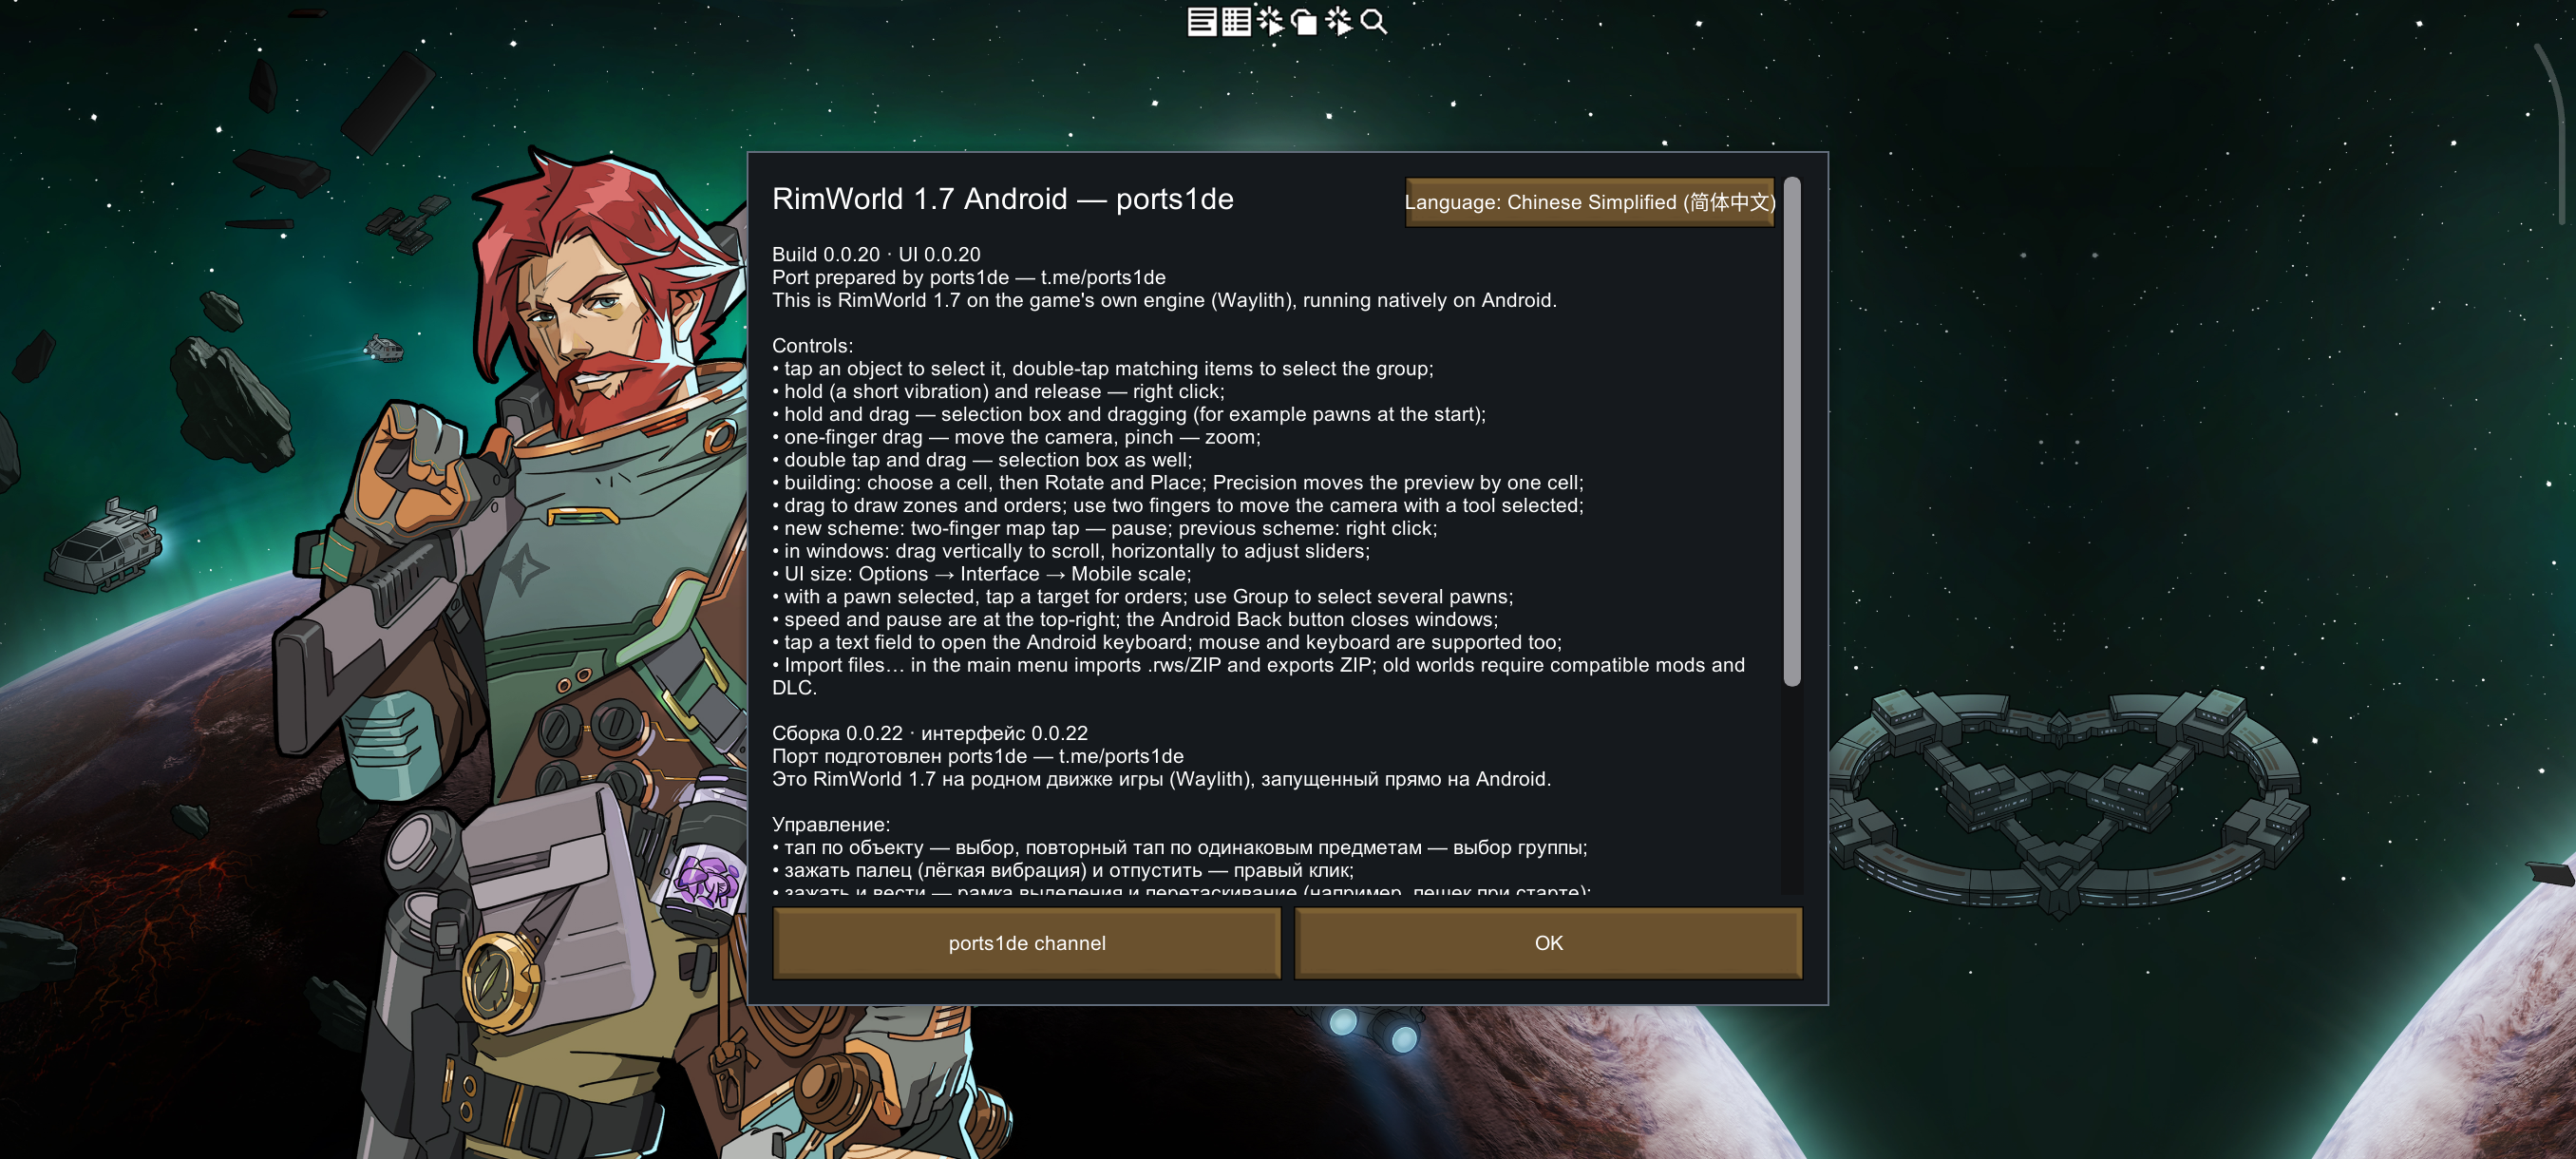 RimWorld 1.7 Android — ports1de
Language: Chinese Simplified (简体中文)
Build 0.0.20 · UI 0.0.20
Port prepared by ports1de — t.me/ports1de
This is RimWorld 1.7 on the game's own engine (Waylith), running natively on Android.
Controls:
• tap an object to select it, double-tap matching items to select the group;
• hold (a short vibration) and release — right click;
• hold and drag — selection box and dragging (for example pawns at the start);
• one-finger drag — move the camera, pinch — zoom;
• double tap and drag — selection box as well;
• building: choose a cell, then Rotate and Place; Precision moves the preview by one cell;
• drag to draw zones and orders; use two fingers to move the camera with a tool selected;
• new scheme: two-finger map tap — pause; previous scheme: right click;
• in windows: drag vertically to scroll, horizontally to adjust sliders;
• UI size: Options → Interface → Mobile scale;
• with a pawn selected, tap a target for orders; use Group to select several pawns;
• speed and pause are at the top-right; the Android Back button closes windows;
• tap a text field to open the Android keyboard; mouse and keyboard are supported too;
• Import files… in the main menu imports .rws/ZIP and exports ZIP; old worlds require compatible mods and
DLC.
Сборка 0.0.22 · интерфейс 0.0.22
Порт подготовлен ports1de — t.me/ports1de
Это RimWorld 1.7 на родном движке игры (Waylith), запущенный прямо на Android.
Управление:
• тап по объекту — выбор, повторный тап по одинаковым предметам — выбор группы;
• зажать палец (лёгкая вибрация) и отпустить — правый клик;
• зажать и вести — рамка выделения и перетаскивание (например, пешек при старте);
ports1de channel
OK